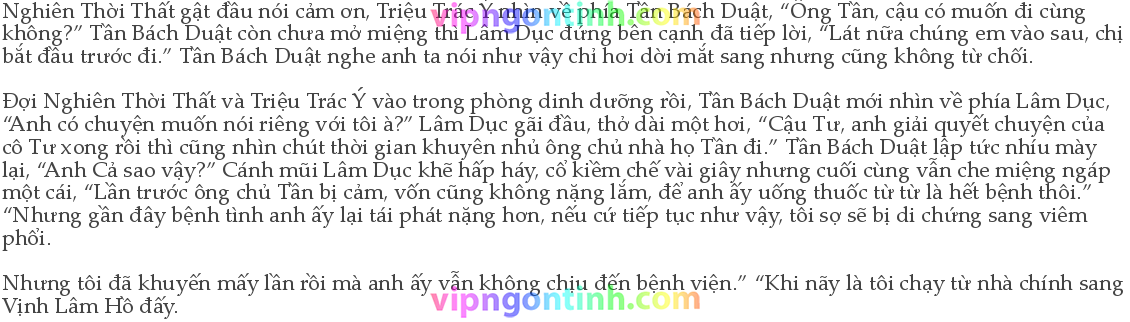 Nghiên Thời Thất gật đầu nói cảm ơn, Triệu Trác Ý nhìn về phía Tần Bách Duật, “Ông Tần, cậu có muốn đi cùng
không?” Tần Bách Duật còn chưa mở miệng thì Lâm Dục đứng bên cạnh đã tiếp lời, “Lát nữa chúng em vào sau, chị
bắt đầu trước đi.” Tần Bách Duật nghe anh ta nói như vậy chỉ hơi dời mắt sang nhưng cũng không từ chối.
Đợi Nghiên Thời Thất và Triệu Trác Ý vào trong phòng dinh dưỡng rồi, Tần Bách Duật mới nhìn về phía Lâm Dục,
“Anh có chuyện muốn nói riêng với tôi à?” Lâm Dục gãi đầu, thở dài một hơi, “Cậu Tư, anh giải quyết chuyện của
cô Tư xong rồi thì cũng nhìn chút thời gian khuyên nhủ ông chủ nhà họ Tần đi.” Tần Bách Duật lập tức nhíu mày
lại, “Anh Cả sao vậy?” Cánh mũi Lâm Dục khẽ hấp háy, cổ kiềm chế vài giây nhưng cuối cùng vẫn che miệng ngáp
một cái, “Lần trước ông chủ Tần bị cảm, vốn cũng không nặng lắm, để anh ấy uống thuốc từ từ là hết bệnh thôi.”
“Nhưng gần đây bệnh tình anh ấy lại tái phát nặng hơn, nếu cứ tiếp tục như vậy, tôi sợ sẽ bị di chứng sang viêm
phổi.
Nhưng tôi đã khuyến mấy lần rồi mà anh ấy vẫn không chịu đến bệnh viện.” “Khi nãy là tôi chạy từ nhà chính sang
Vịnh Lâm Hồ đấy.
vipngontinh.com
vipngontinh.com